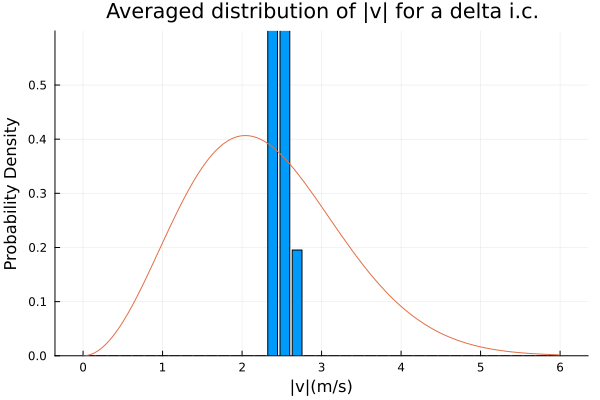 Averaged distribution of |v| for a delta i.c.
Probability Density
0.5
0.4
0.3
0.2
0.1
0.0
0 1 2 3 4 5 6
|v|(m/s)